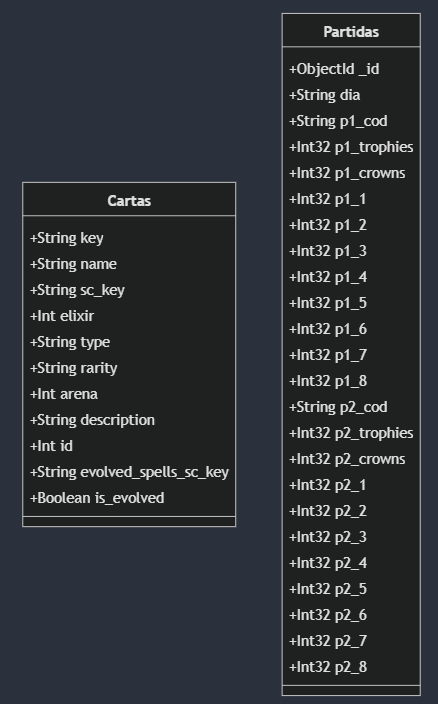 Cartas
+String key
+String name
+String sc_key
+Int elixir
+String type
+String rarity
+Int arena
+String description
+Int id
+String evolved_spells_sc_key
+Boolean is_evolved
Partidas
+ObjectId _id
+String dia
+String p1_cod
+Int32 p1_trophies
+Int32 p1_crowns
+Int32 p1_1
+Int32 p1_2
+Int32 p1_3
+Int32 p1_4
+Int32 p1_5
+Int32 p1_6
+Int32 p1_7
+Int32 p1_8
+String p2_cod
+Int32 p2_trophies
+Int32 p2_crowns
+Int32 p2_1
+Int32 p2_2
+Int32 p2_3
+Int32 p2_4
+Int32 p2_5
+Int32 p2_6
+Int32 p2_7
+Int32 p2_8